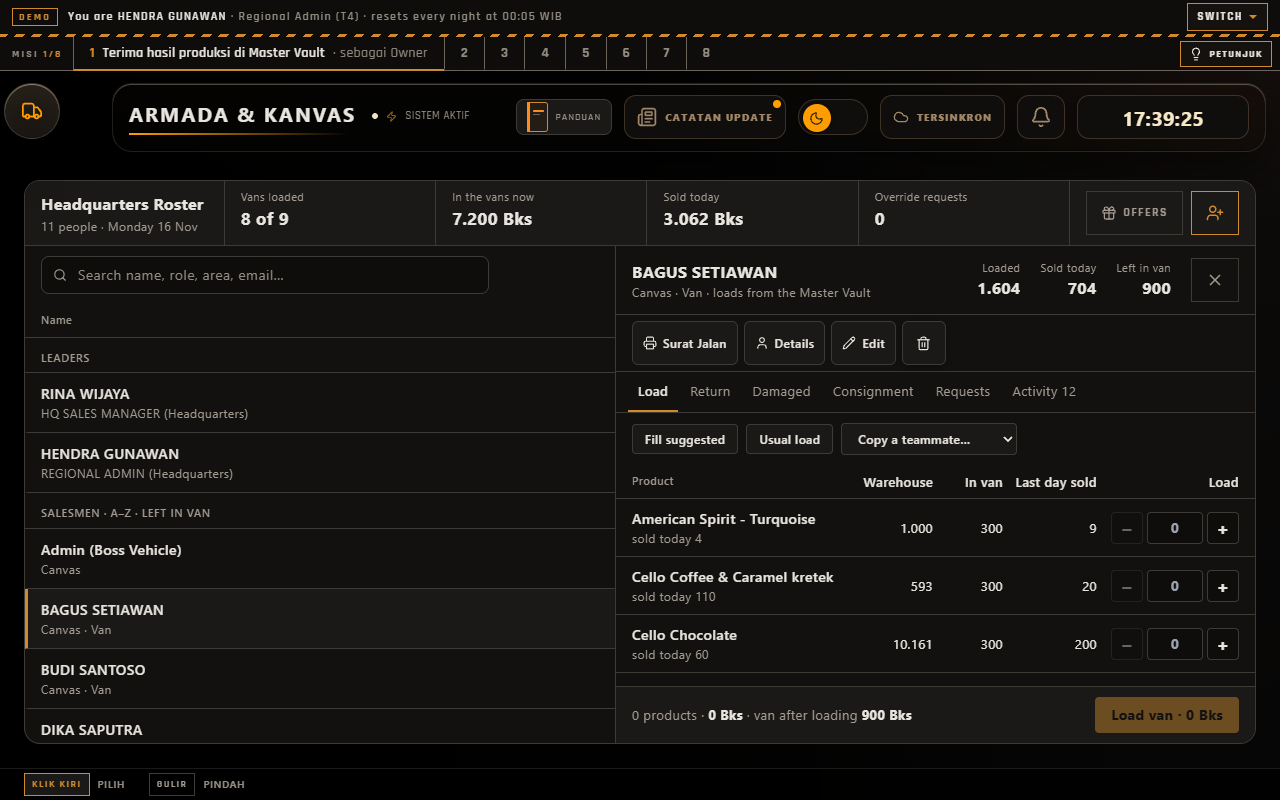 DEMO You are HENDRA GUNAWAN · Regional Admin (T4) · resets every night at 00:05 WIB SWITCH
MISI 1/8 1 Terima hasil produksi di Master Vault · sebagai Owner 2 3 4 5 6 7 8 PETUNJUK
ARMADA & KANVAS SISTEM AKTIF PANDUAN CATATAN UPDATE TERSINKRON 17:39:25
Headquarters Roster
11 people · Monday 16 Nov
Vans loaded
8 of 9
In the vans now
7.200 Bks
Sold today
3.062 Bks
Override requests
0
OFFERS
Search name, role, area, email...
Name
LEADERS
RINA WIJAYA
HQ SALES MANAGER (Headquarters)
HENDRA GUNAWAN
REGIONAL ADMIN (Headquarters)
SALESMEN · A–Z · LEFT IN VAN
Admin (Boss Vehicle)
Canvas
BAGUS SETIAWAN
Canvas · Van
BUDI SANTOSO
Canvas · Van
DIKA SAPUTRA
BAGUS SETIAWAN
Canvas · Van · loads from the Master Vault
Loaded
1.604
Sold today
704
Left in van
900
Surat Jalan Details Edit
Load Return Damaged Consignment Requests Activity 12
Fill suggested Usual load Copy a teammate...
Product Warehouse In van Last day sold Load
American Spirit - Turquoise 1.000 300 9 – 0 +
sold today 4
Cello Coffee & Caramel kretek 593 300 20 – 0 +
sold today 110
Cello Chocolate 10.161 300 200 – 0 +
sold today 60
0 products · 0 Bks · van after loading 900 Bks Load van · 0 Bks
KLIK KIRI PILIH GULIR PINDAH